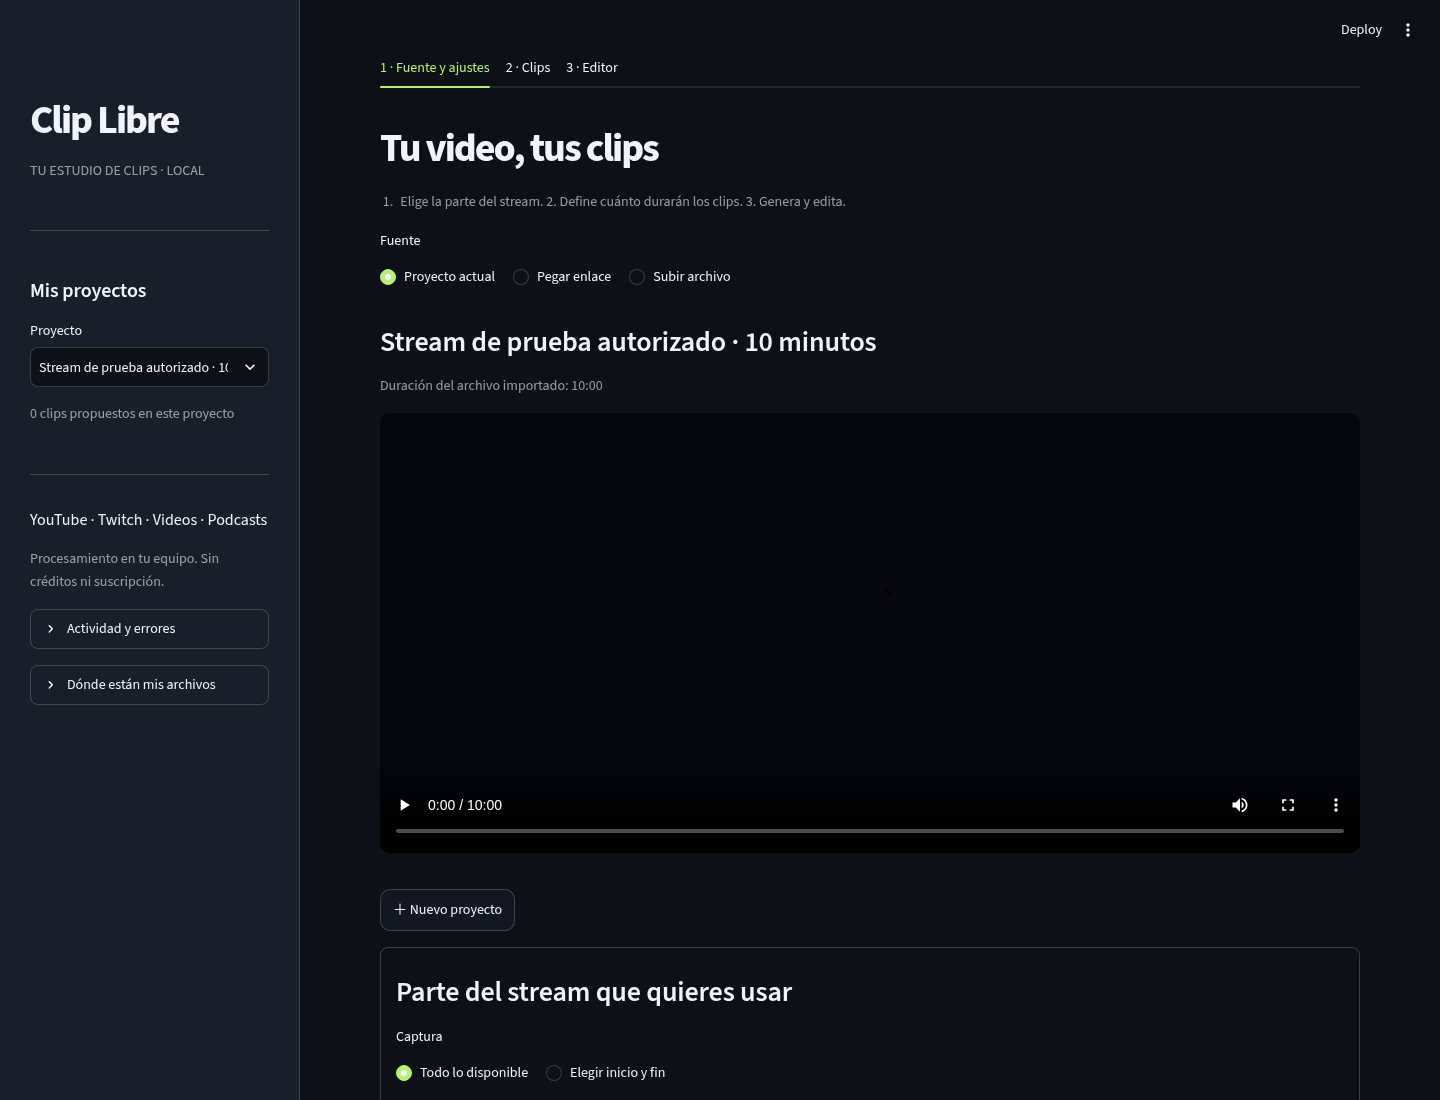 Deploy
Clip Libre
TU ESTUDIO DE CLIPS · LOCAL
Mis proyectos
Proyecto
Stream de prueba autorizado · 10
0 clips propuestos en este proyecto
YouTube · Twitch · Videos · Podcasts
Procesamiento en tu equipo. Sin
créditos ni suscripción.
Actividad y errores
Dónde están mis archivos
1 · Fuente y ajustes 2 · Clips 3 · Editor
Tu video, tus clips
1. Elige la parte del stream. 2. Define cuánto durarán los clips. 3. Genera y edita.
Fuente
Proyecto actual Pegar enlace Subir archivo
Stream de prueba autorizado · 10 minutos
Duración del archivo importado: 10:00
0:00 / 10:00
+ Nuevo proyecto
Parte del stream que quieres usar
Captura
Todo lo disponible Elegir inicio y fin